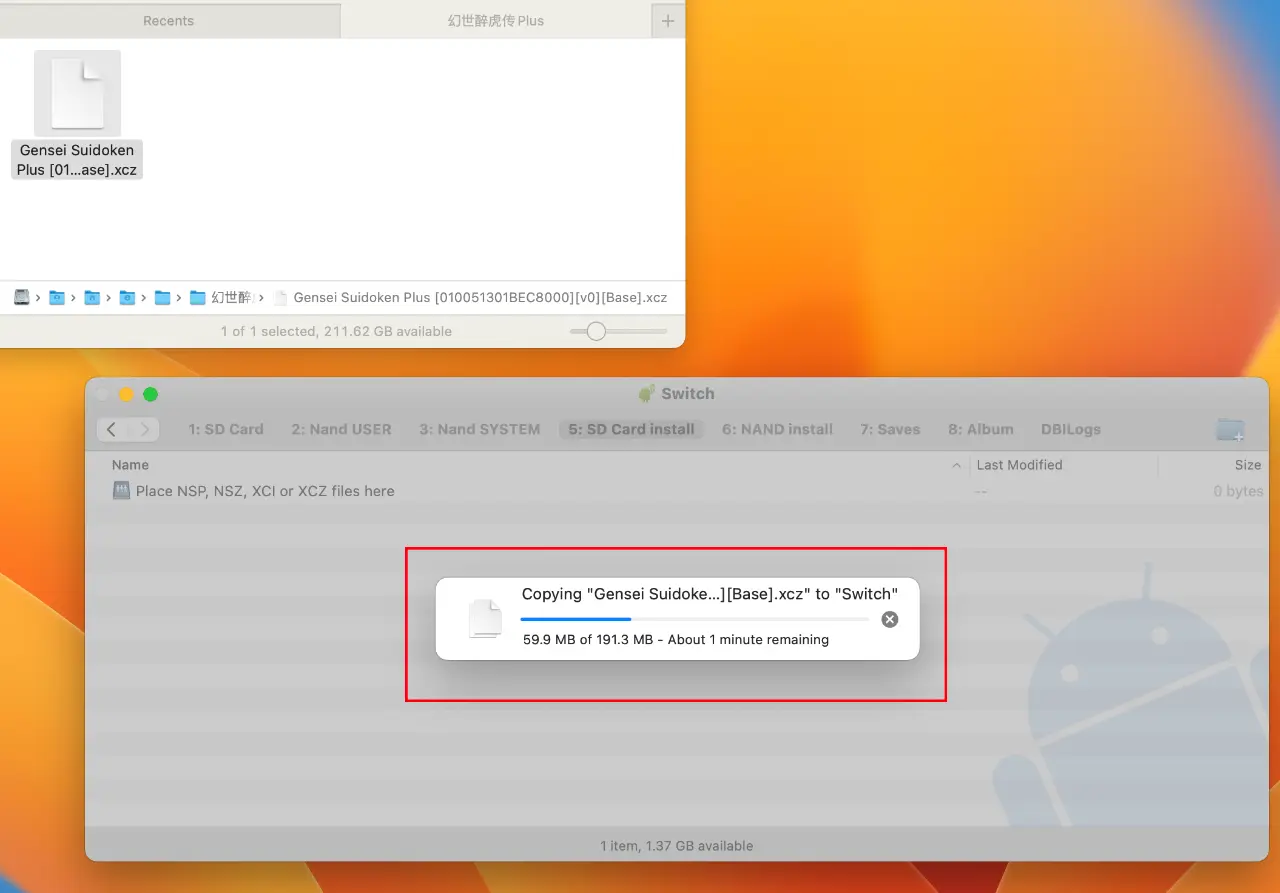 Recents
幻世醉虎传 Plus
+
Gensei Suidoken
Plus [01...ase].xcz
幻世醉
Gensei Suidoken Plus [010051301BEC8000][v0][Base].xcz
1 of 1 selected, 211.62 GB available
Switch
1: SD Card
2: Nand USER
3: Nand SYSTEM
5: SD Card install
6: NAND install
7: Saves
8: Album
DBILogs
Name
Last Modified
Size
Place NSP, NSZ, XCI or XCZ files here
--
0 bytes
Copying "Gensei Suidoke...][Base].xcz" to "Switch"
59.9 MB of 191.3 MB - About 1 minute remaining
1 item, 1.37 GB available